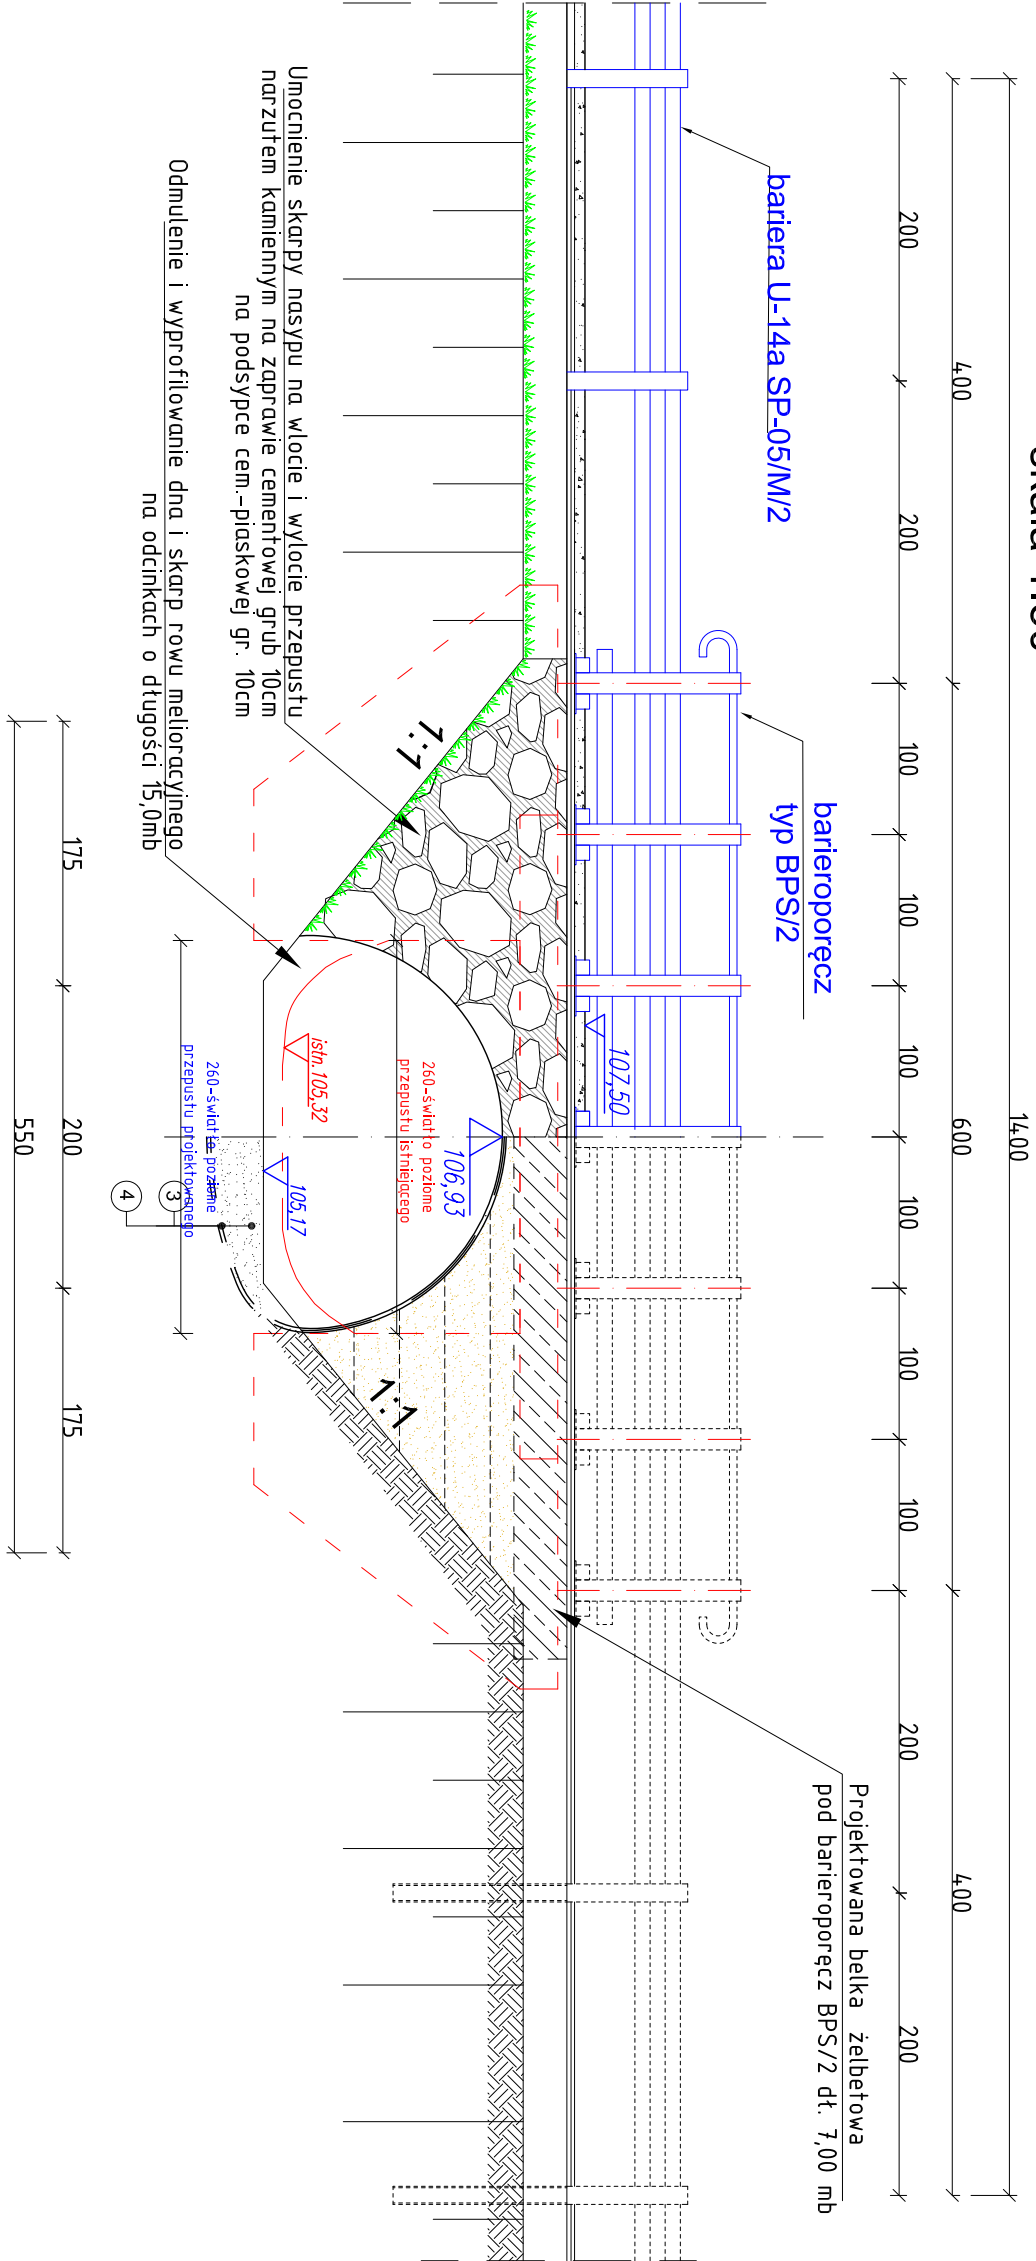 1400
400
600
400
200
200
100
100
100
100
100
100
200
200
bariera U-14a SP-05/M/2
barieroporęcz
typ BPS/2
Projektowana belka żelbetowa
pod barieroporęcz BPS/2 dł. 7,00 mb
107,50
106,93
260-światło poziome
przepustu istniejącego
istn.105,32
105,17
260-światło poziome
przepustu projektowanego
1:1
1:1
Umocnienie skarpy nasypu na wlocie i wylocie przepustu
narzutem kamiennym na zaprawie cementowej grub 10cm
na podsypce cem.-piaskowej gr. 10cm
Odmulenie i wyprofilowanie dna i skarp rowu melioracyjnego
na odcinkach o długości 15,0mb
3
4
175
200
175
550